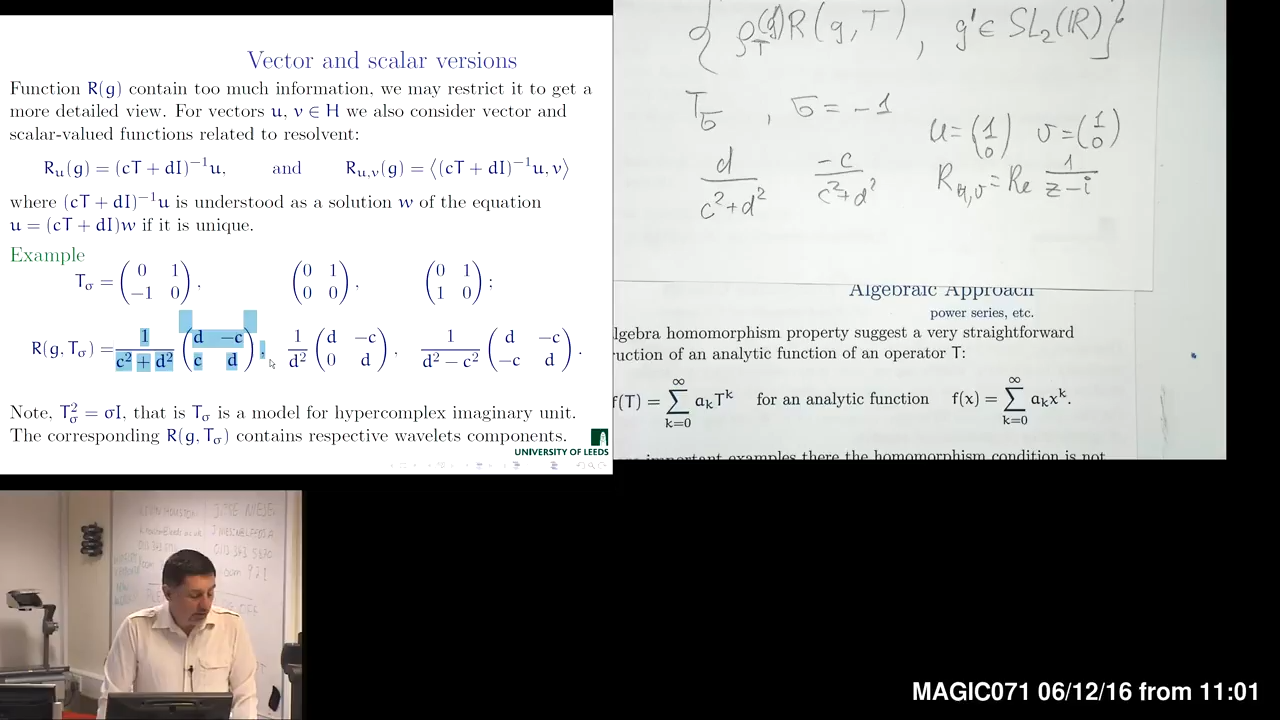 Vector and scalar versions
Function R(g) contain too much information, we may restrict it to get a
more detailed view. For vectors u, v ∈ H we also consider vector and
scalar-valued functions related to resolvent:
R_u(g) = (cT + dI)^{-1}u, and R_{u,v}(g) = ⟨(cT + dI)^{-1}u, v⟩
where (cT + dI)^{-1}u is understood as a solution w of the equation
u = (cT + dI)w if it is unique.
Example
T_σ = (0 1 / −1 0), (0 1 / 0 0), (0 1 / 1 0);
R(g, T_σ) = 1/(c² + d²) (d −c / c d), 1/d² (d −c / 0 d), 1/(d² − c²) (d −c / −c d).
Note, T_σ² = σI, that is T_σ is a model for hypercomplex imaginary unit.
The corresponding R(g, T_σ) contains respective wavelets components.
UNIVERSITY OF LEEDS
{ρ_T(g')R(g, T), g' ∈ SL₂(ℝ)}
T_σ, σ = −1
u = (1 / 0) v = (1 / 0)
d/(c²+d²) −c/(c²+d²) R_{u,v} = Re 1/(z−i)
Algebraic Approach
power series, etc.
lgebra homomorphism property suggest a very straightforward
uction of an analytic function of an operator T:
f(T) = ∑_{k=0}^{∞} a_k T^k for an analytic function f(x) = ∑_{k=0}^{∞} a_k x^k.
important examples there the homomorphism condition is not
MAGIC071 06/12/16 from 11:01